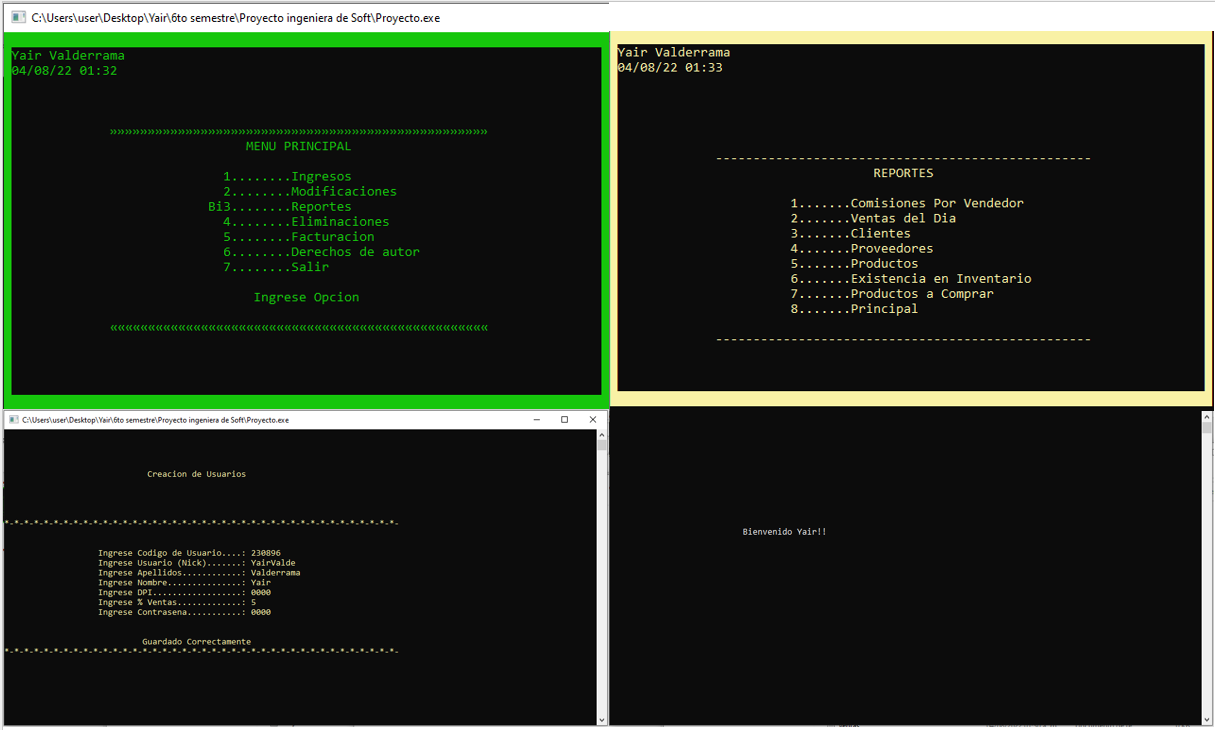 C:\Users\user\Desktop\Yair\6to semestre\Proyecto ingeniera de Soft\Proyecto.exe
Yair Valderrama
04/08/22 01:32
»»»»»»»»»»»»»»»»»»»»»»»»»»»»»»»»»»»»»»»»»»»»»»»»»»
MENU PRINCIPAL
1........Ingresos
2........Modificaciones
Bi3........Reportes
4........Eliminaciones
5........Facturacion
6........Derechos de autor
7........Salir
Ingrese Opcion
««««««««««««««««««««««««««««««««««««««««««««««««««
Yair Valderrama
04/08/22 01:33
--------------------------------------------------
REPORTES
1.......Comisiones Por Vendedor
2.......Ventas del Dia
3.......Clientes
4.......Proveedores
5.......Productos
6.......Existencia en Inventario
7.......Productos a Comprar
8.......Principal
--------------------------------------------------
C:\Users\user\Desktop\Yair\6to semestre\Proyecto ingeniera de Soft\Proyecto.exe
Creacion de Usuarios
*-*-*-*-*-*-*-*-*-*-*-*-*-*-*-*-*-*-*-*-*-*-*-*-*-*-*-*-*-*-*-*-*-*-*-*-*-*-*-*-
Ingrese Codigo de Usuario....: 230896
Ingrese Usuario (Nick).......: YairValde
Ingrese Apellidos............: Valderrama
Ingrese Nombre...............: Yair
Ingrese DPI..................: 0000
Ingrese % Ventas.............: 5
Ingrese Contrasena...........: 0000
Guardado Correctamente
*-*-*-*-*-*-*-*-*-*-*-*-*-*-*-*-*-*-*-*-*-*-*-*-*-*-*-*-*-*-*-*-*-*-*-*-*-*-*-*-
Bienvenido Yair!!